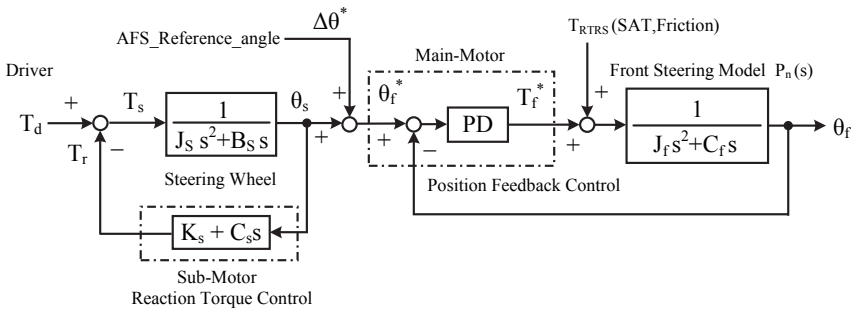 AFS_Reference_angle
Δθ*
T_RTRS (SAT,Friction)
Main-Motor
Driver
Front Steering Model P_n(s)
+
T_d
−
T_s
1
J_S s²+B_S s
θ_s
+
+
θ_f*
+
−
PD
T_f*
+
+
1
J_f s²+C_f s
θ_f
T_r
Steering Wheel
Position Feedback Control
K_s + C_s s
Sub-Motor
Reaction Torque Control